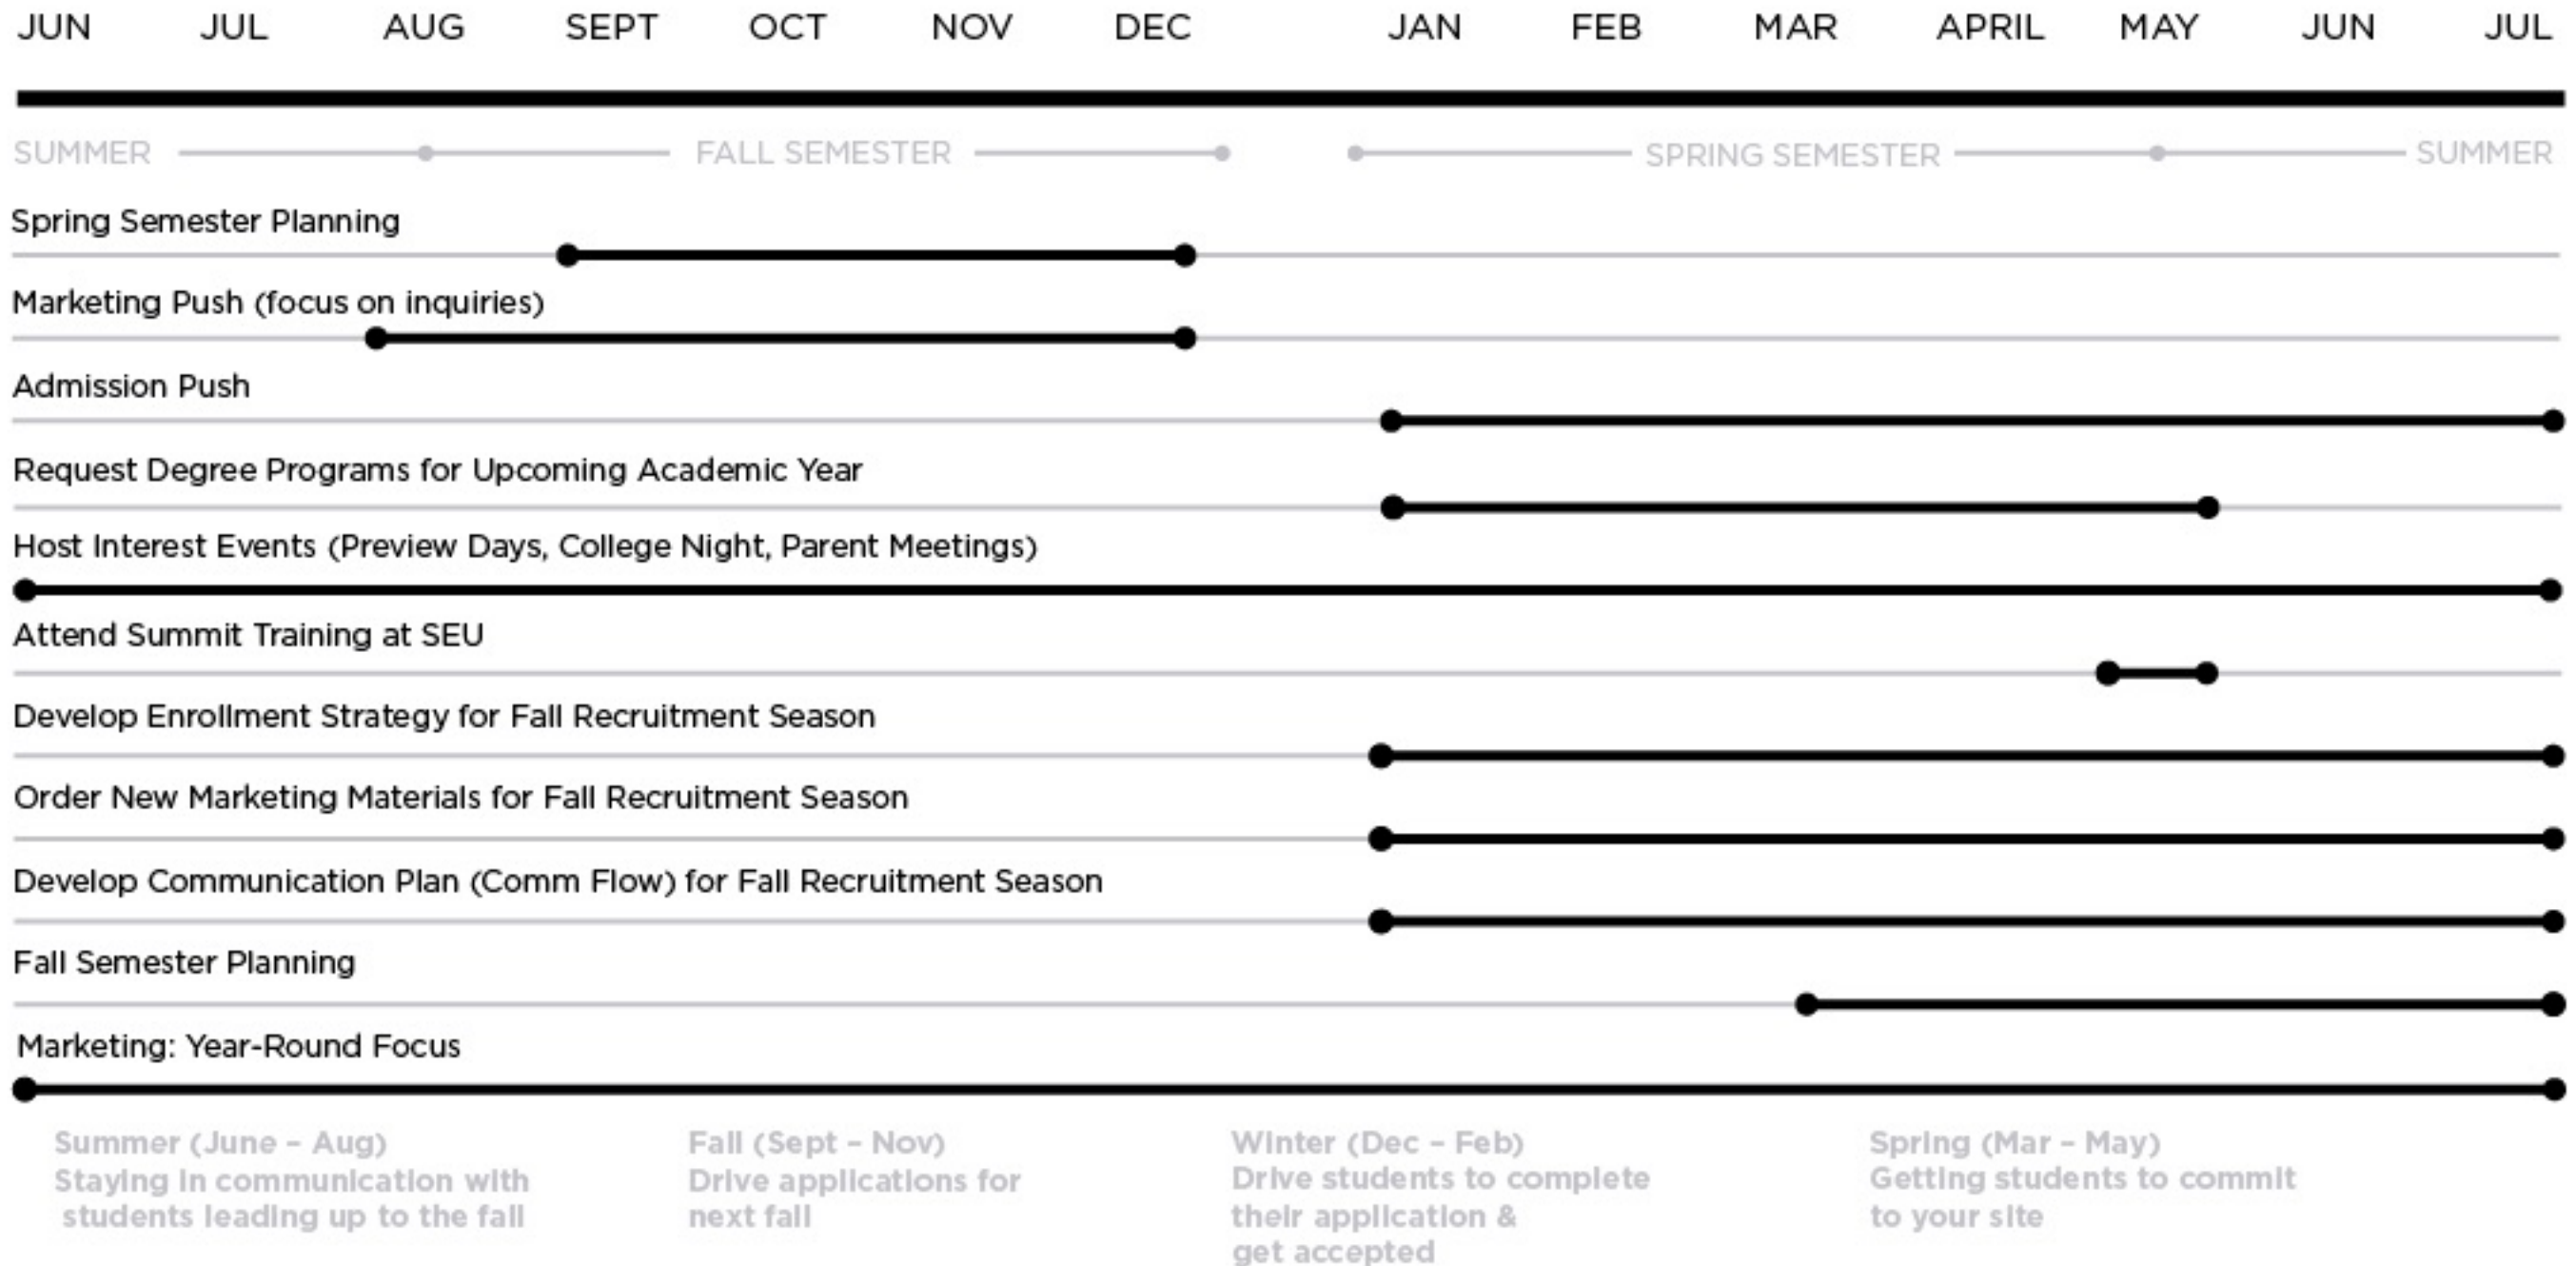 JUN JUL AUG SEPT OCT NOV DEC JAN FEB MAR APRIL MAY JUN JUL
SUMMER FALL SEMESTER SPRING SEMESTER SUMMER
Spring Semester Planning
Marketing Push (focus on inquiries)
Admission Push
Request Degree Programs for Upcoming Academic Year
Host Interest Events (Preview Days, College Night, Parent Meetings)
Attend Summit Training at SEU
Develop Enrollment Strategy for Fall Recruitment Season
Order New Marketing Materials for Fall Recruitment Season
Develop Communication Plan (Comm Flow) for Fall Recruitment Season
Fall Semester Planning
Marketing: Year-Round Focus
Summer (June – Aug)
Staying in communication with
students leading up to the fall
Fall (Sept – Nov)
Drive applications for
next fall
Winter (Dec – Feb)
Drive students to complete
their application &
get accepted
Spring (Mar – May)
Getting students to commit
to your site